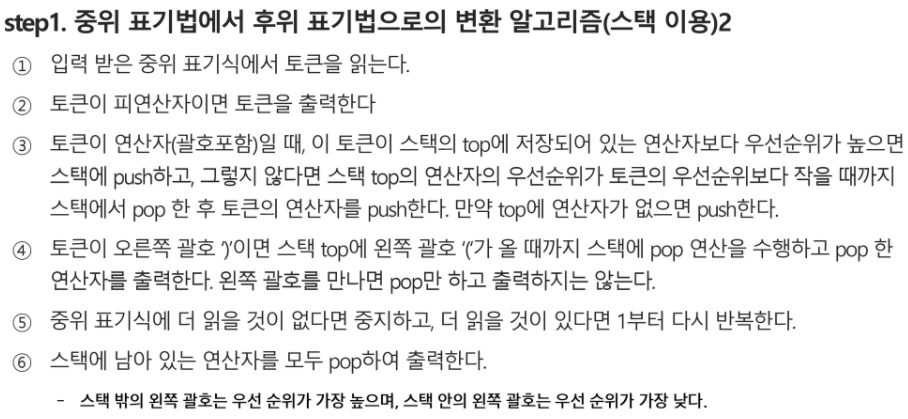 step1. 중위 표기법에서 후위 표기법으로의 변환 알고리즘(스택 이용)2
① 입력 받은 중위 표기식에서 토큰을 읽는다.
② 토큰이 피연산자이면 토큰을 출력한다
③ 토큰이 연산자(괄호포함)일 때, 이 토큰이 스택의 top에 저장되어 있는 연산자보다 우선순위가 높으면
스택에 push하고, 그렇지 않다면 스택 top의 연산자의 우선순위가 토큰의 우선순위보다 작을 때까지
스택에서 pop 한 후 토큰의 연산자를 push한다. 만약 top에 연산자가 없으면 push한다.
④ 토큰이 오른쪽 괄호 ‘)’이면 스택 top에 왼쪽 괄호 ‘(‘가 올 때까지 스택에 pop 연산을 수행하고 pop 한
연산자를 출력한다. 왼쪽 괄호를 만나면 pop만 하고 출력하지는 않는다.
⑤ 중위 표기식에 더 읽을 것이 없다면 중지하고, 더 읽을 것이 있다면 1부터 다시 반복한다.
⑥ 스택에 남아 있는 연산자를 모두 pop하여 출력한다.
- 스택 밖의 왼쪽 괄호는 우선 순위가 가장 높으며, 스택 안의 왼쪽 괄호는 우선 순위가 가장 낮다.